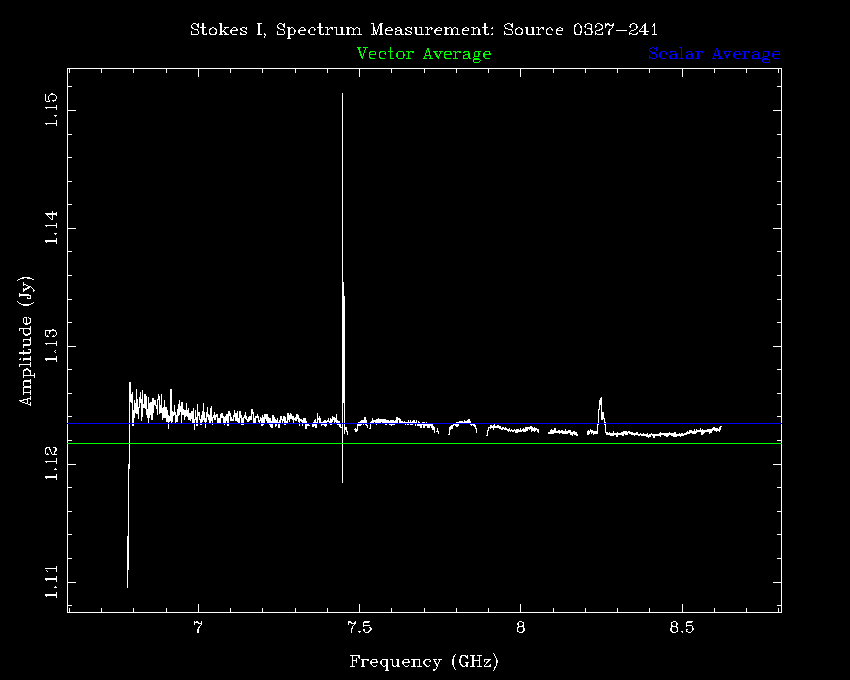 Stokes I, Spectrum Measurement: Source 0327-241
Vector Average Scalar Average
1.15
1.14
1.13
1.12
1.11
Amplitude (Jy)
7 7.5 8 8.5
Frequency (GHz)